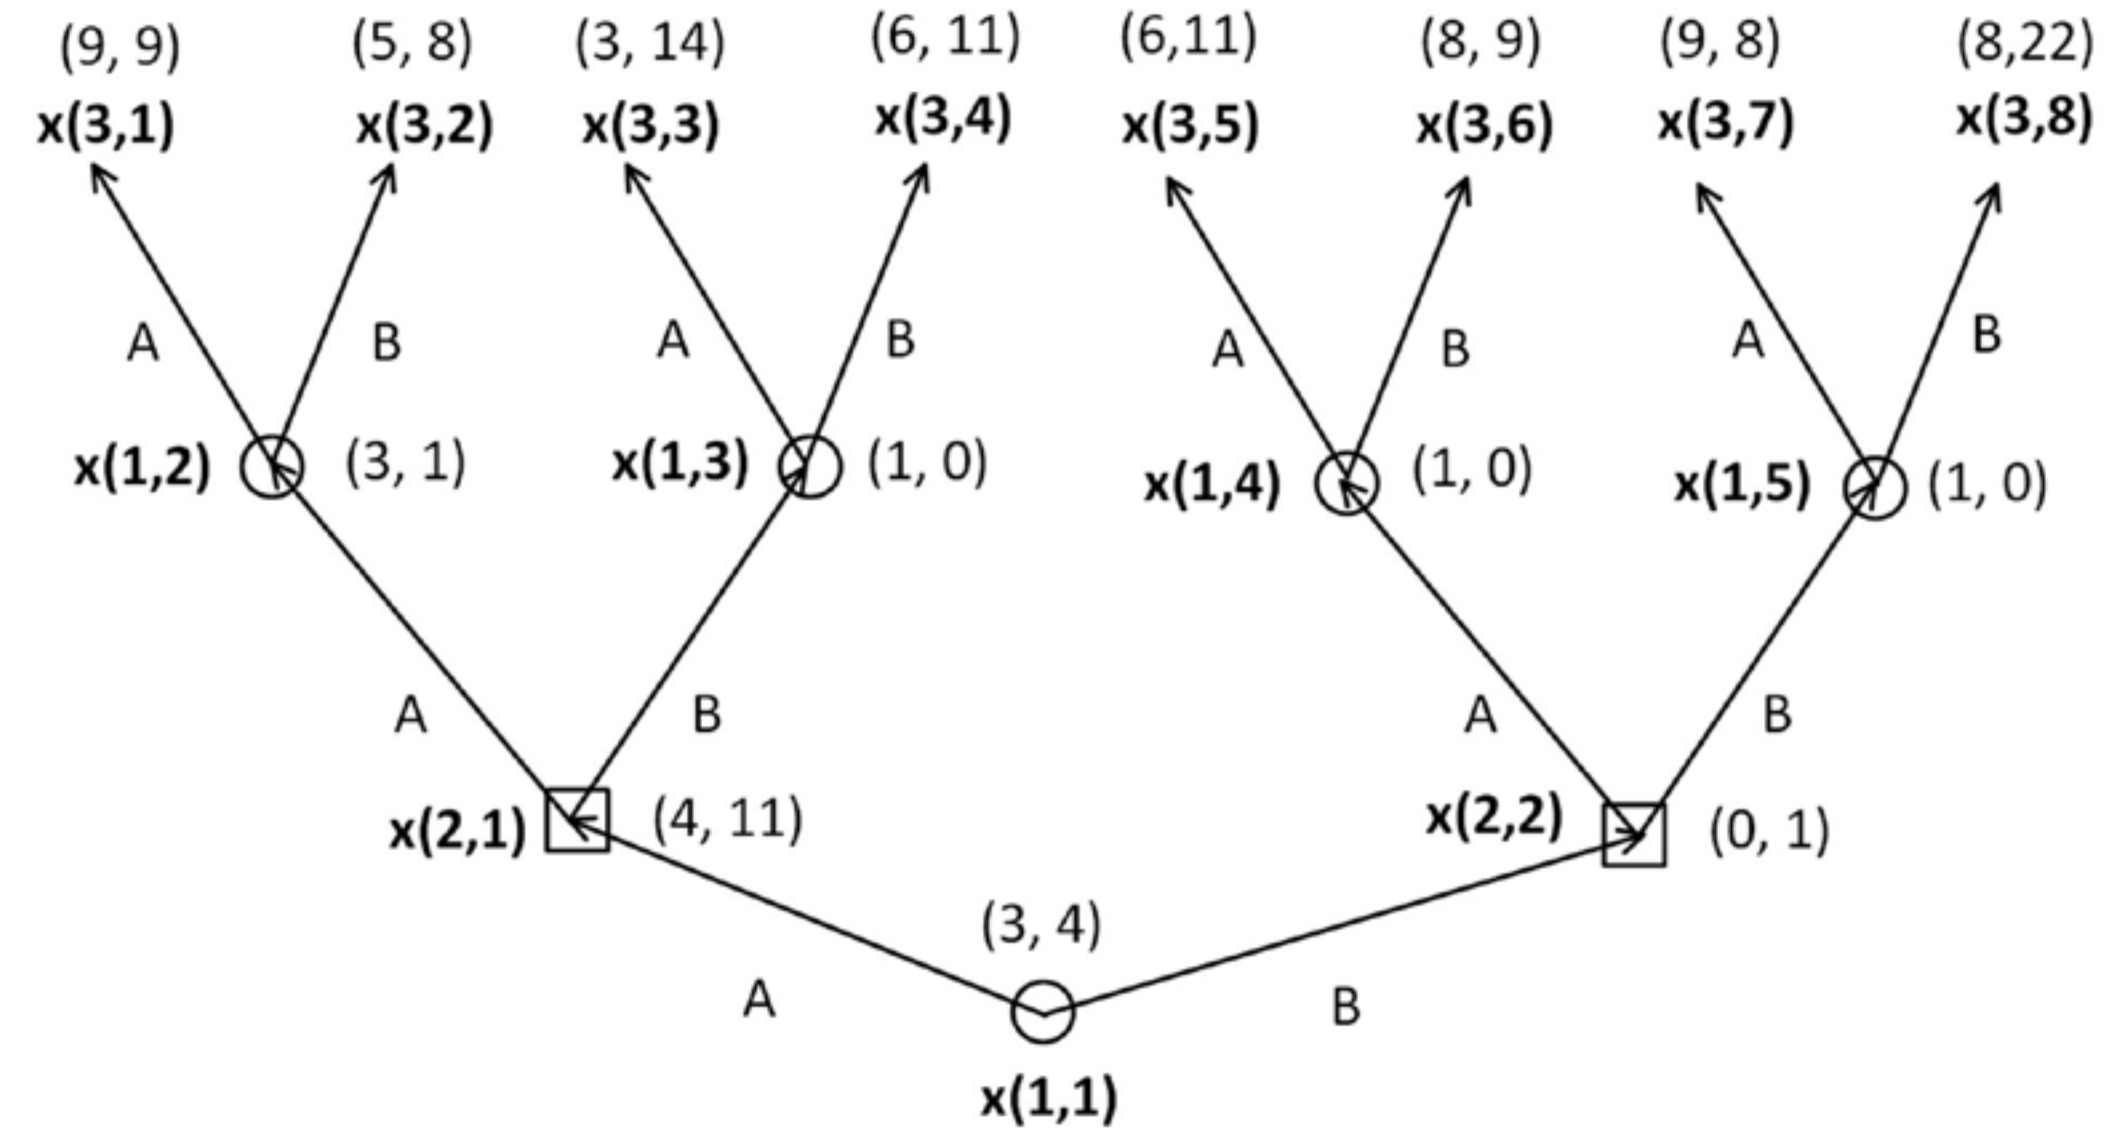 (9, 9) (5, 8) (3, 14) (6, 11) (6,11) (8, 9) (9, 8) (8,22)
x(3,1) x(3,2) x(3,3) x(3,4) x(3,5) x(3,6) x(3,7) x(3,8)
A B A B A B A B
x(1,2) (3, 1) x(1,3) (1, 0) x(1,4) (1, 0) x(1,5) (1, 0)
A B A B
x(2,1) (4, 11) x(2,2) (0, 1)
(3, 4)
A B
x(1,1)